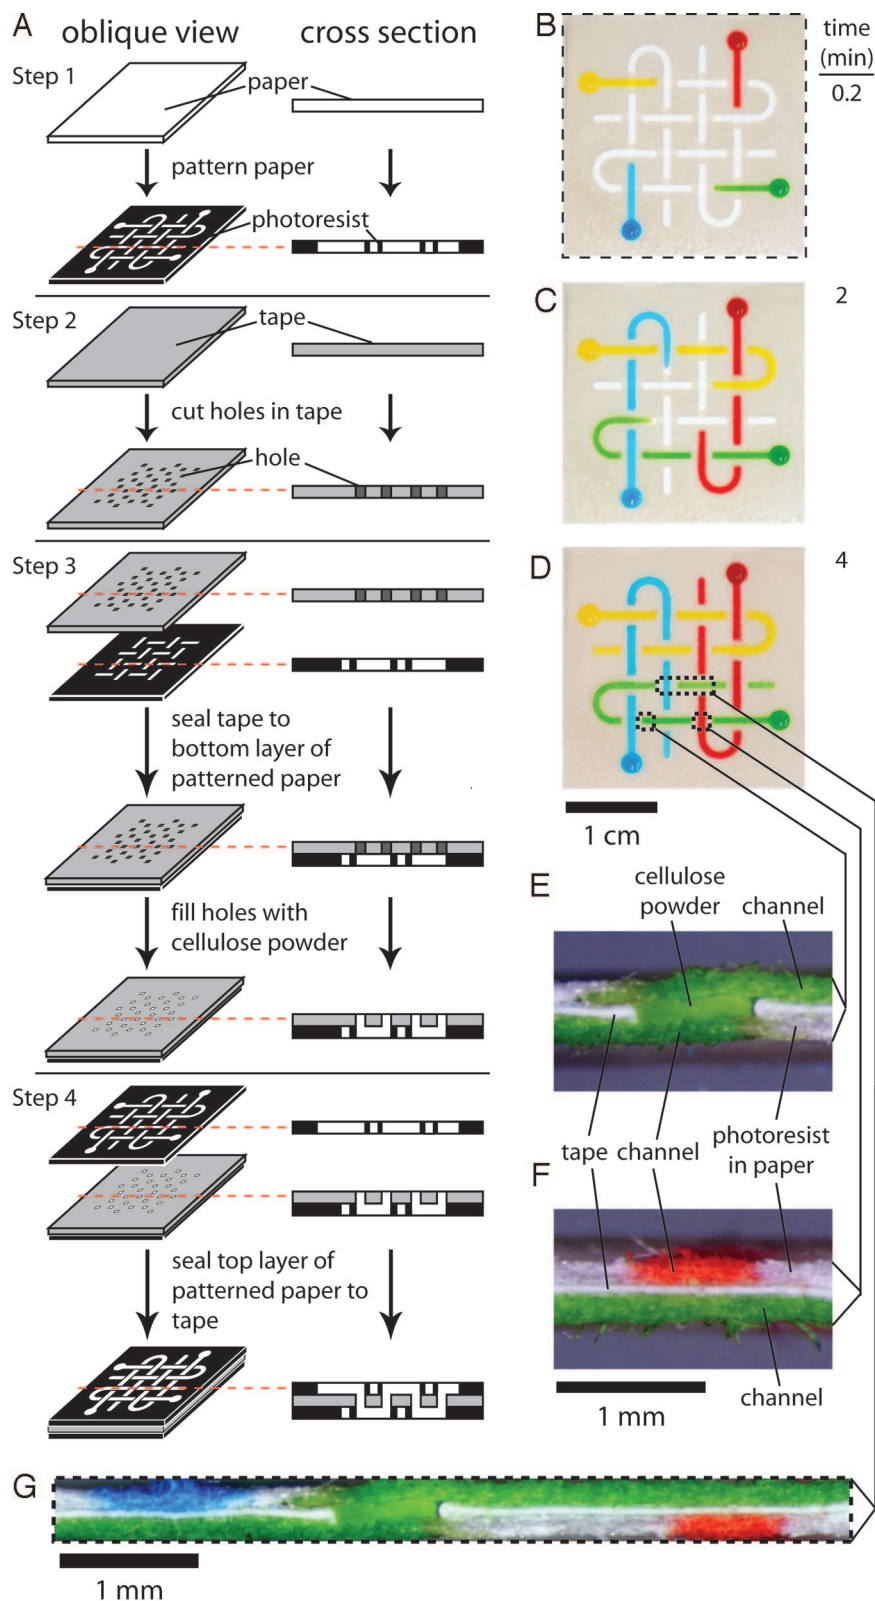 A
oblique view
cross section
Step 1
paper
pattern paper
photoresist
Step 2
tape
cut holes in tape
hole
Step 3
seal tape to
bottom layer of
patterned paper
fill holes with
cellulose powder
Step 4
seal top layer of
patterned paper to
tape
B
time
(min)
0.2
C
2
D
4
1 cm
E
cellulose
powder
channel
tape
channel
photoresist
in paper
F
channel
1 mm
G
1 mm